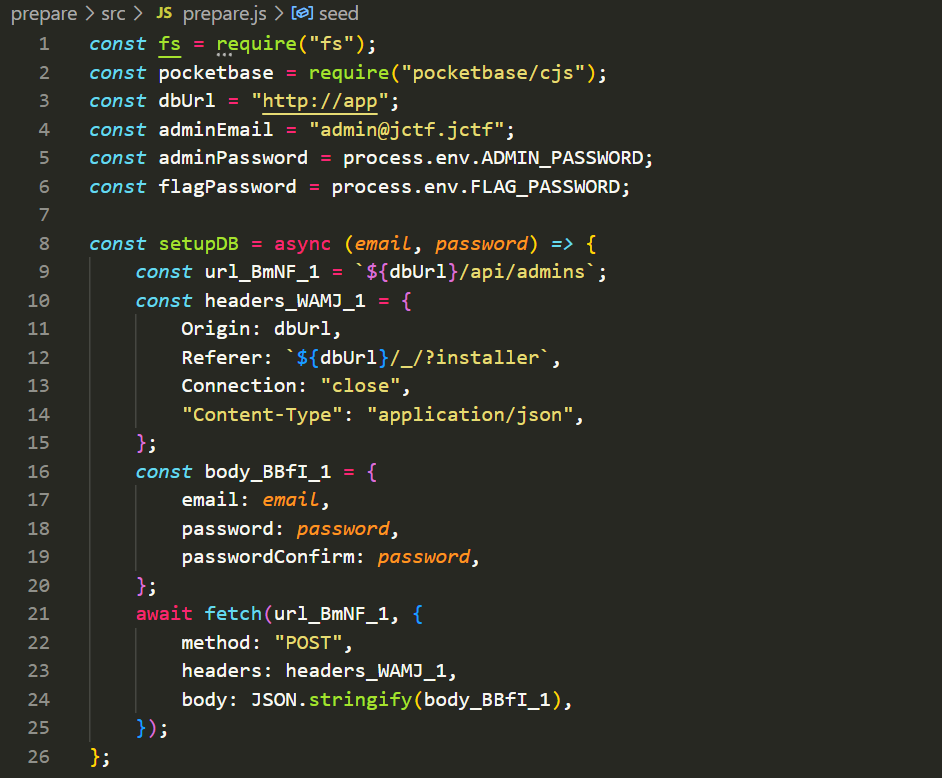 prepare > src > JS prepare.js > seed
1 const fs = require("fs");
2 const pocketbase = require("pocketbase/cjs");
3 const dbUrl = "http://app";
4 const adminEmail = "admin@jctf.jctf";
5 const adminPassword = process.env.ADMIN_PASSWORD;
6 const flagPassword = process.env.FLAG_PASSWORD;
7
8 const setupDB = async (email, password) => {
9     const url_BmNF_1 = `${dbUrl}/api/admins`;
10     const headers_WAMJ_1 = {
11         Origin: dbUrl,
12         Referer: `${dbUrl}/_/?installer`,
13         Connection: "close",
14         "Content-Type": "application/json",
15     };
16     const body_BBfI_1 = {
17         email: email,
18         password: password,
19         passwordConfirm: password,
20     };
21     await fetch(url_BmNF_1, {
22         method: "POST",
23         headers: headers_WAMJ_1,
24         body: JSON.stringify(body_BBfI_1),
25     });
26 };